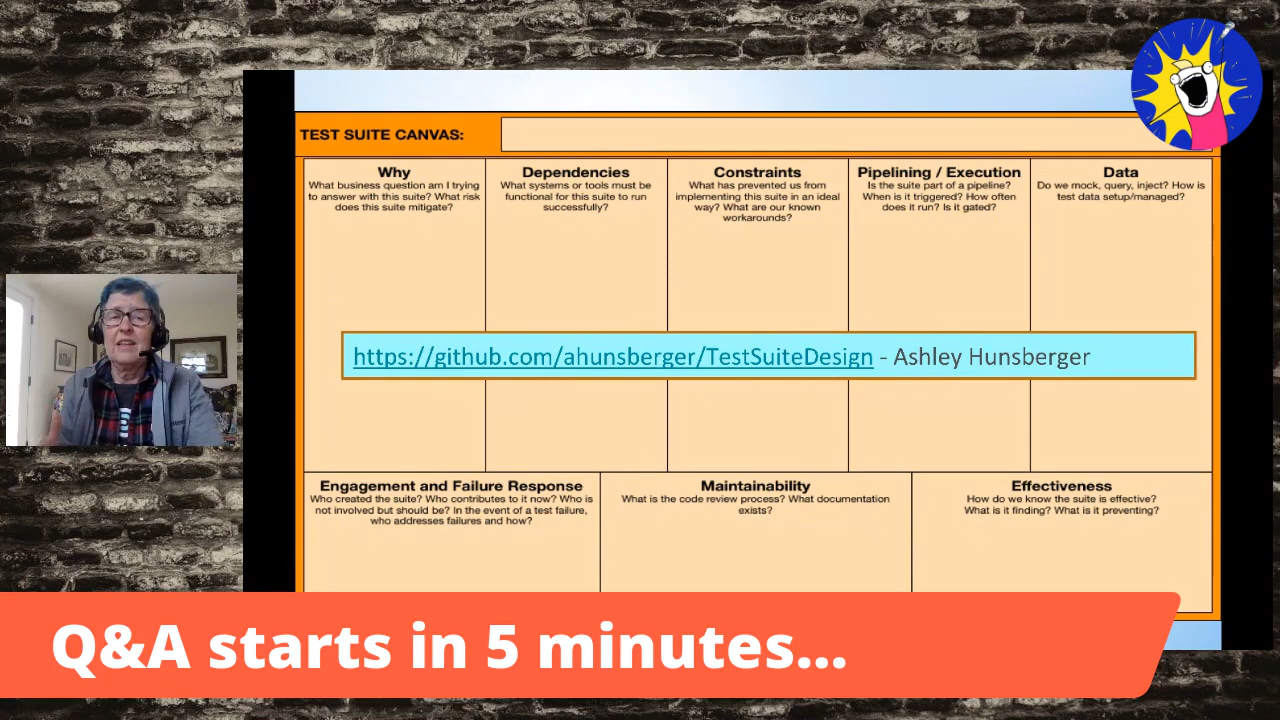 TEST SUITE CANVAS:
Why
What business question am I trying
to answer with this suite? What risk
does this suite mitigate?
Dependencies
What systems or tools must be
functional for this suite to run
successfully?
Constraints
What has prevented us from
implementing this suite in an ideal
way? What are our known
workarounds?
Pipelining / Execution
Is the suite part of a pipeline?
When is it triggered? How often
does it run? Is it gated?
Data
Do we mock, query, inject? How is
test data setup/managed?
https://github.com/ahunsberger/TestSuiteDesign - Ashley Hunsberger
Engagement and Failure Response
Who created the suite? Who contributes to it now? Who is
not involved but should be? In the event of a test failure,
who addresses failures and how?
Maintainability
What is the code review process? What documentation
exists?
Effectiveness
How do we know the suite is effective?
What is it finding? What is it preventing?
Q&A starts in 5 minutes...